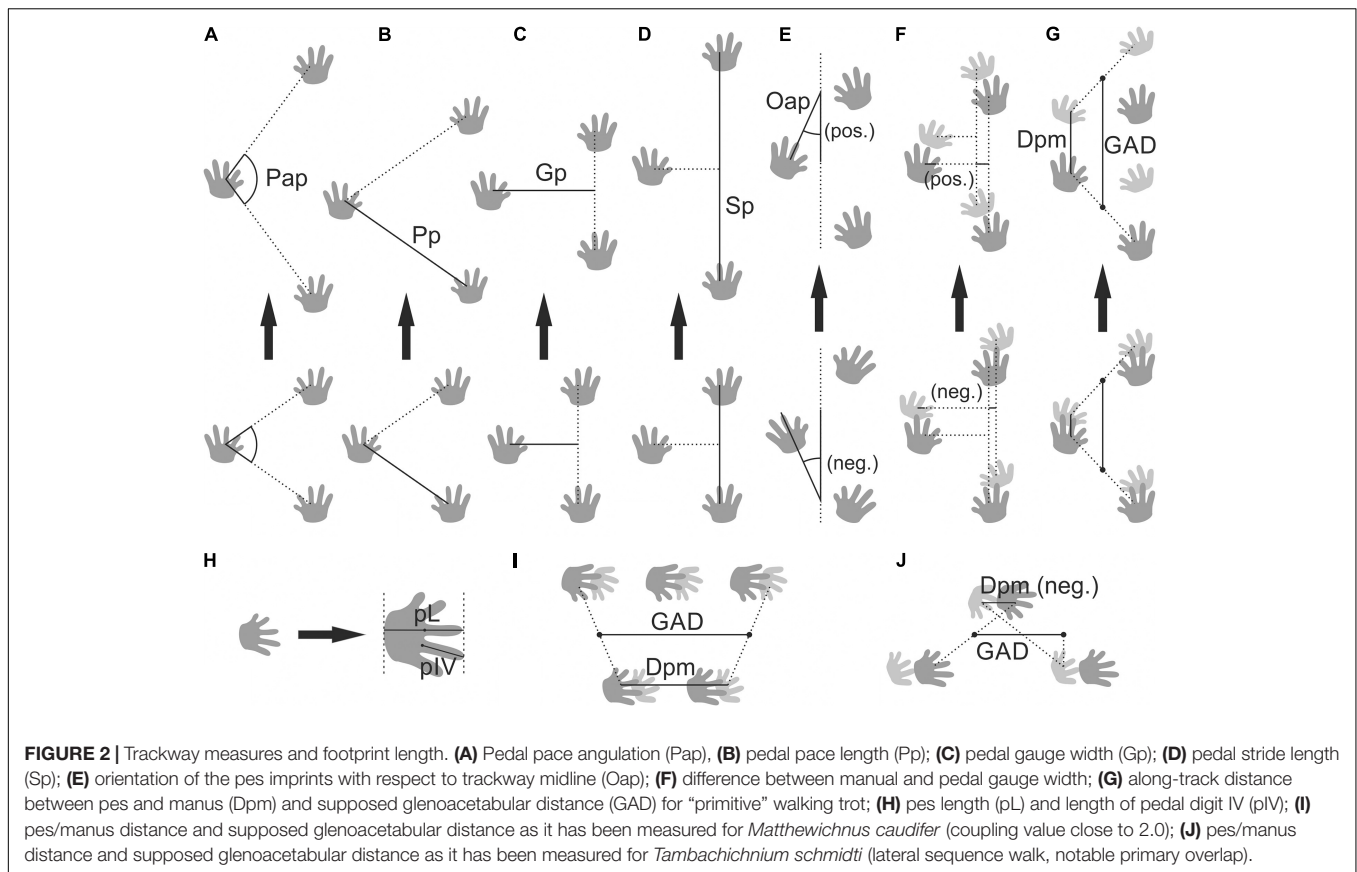 A B C D E F G
Pap
Pp
Gp
Sp
Oap
(pos.)
(pos.)
Dpm
GAD
(neg.)
(neg.)
H I J
pL
pIV
GAD
Dpm
Dpm (neg.)
GAD
FIGURE 2 | Trackway measures and footprint length. (A) Pedal pace angulation (Pap), (B) pedal pace length (Pp); (C) pedal gauge width (Gp); (D) pedal stride length
(Sp); (E) orientation of the pes imprints with respect to trackway midline (Oap); (F) difference between manual and pedal gauge width; (G) along-track distance
between pes and manus (Dpm) and supposed glenoacetabular distance (GAD) for “primitive” walking trot; (H) pes length (pL) and length of pedal digit IV (pIV); (I)
pes/manus distance and supposed glenoacetabular distance as it has been measured for Matthewichnus caudifer (coupling value close to 2.0); (J) pes/manus
distance and supposed glenoacetabular distance as it has been measured for Tambachichnium schmidti (lateral sequence walk, notable primary overlap).